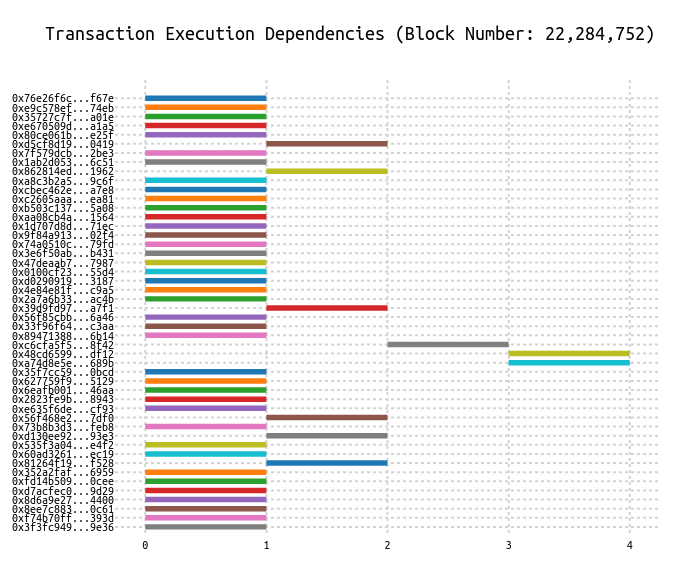 Transaction Execution Dependencies (Block Number: 22,284,752)
0x76e26f6c...f67e
0xe9c578ef...74eb
0x35727c7f...a01e
0xe670509d...a1a5
0x80ce061b...e25f
0xd5cf8d19...0419
0x7f579dcb...2be3
0x1ab2d053...6c51
0x862814ed...1962
0xa8c3b2a5...9c6f
0xcbec462e...a7e8
0xc2605aaa...ea81
0xb503c137...5a08
0xaa08cb4a...1564
0x1d707d8d...71ec
0x9f84a913...02f4
0x74a0510c...79fd
0x3e6f50ab...b431
0x47deaab7...7987
0x0100cf23...55d4
0xd0290919...3187
0x4e84e81f...c9a5
0x2a7a6b33...ac4b
0x39d9fd97...a7f1
0x56f85cbb...6a46
0x33f96f64...c3aa
0x89471388...6b14
0xc6cfa5f5...8f42
0x48cd6599...df12
0xa74d8e5e...689b
0x35f7cc59...0bcd
0x627759f9...5129
0x6eafb001...46aa
0x2823fe9b...8943
0xe635f6de...cf93
0x56f468e2...7df0
0x73b8b3d3...feb8
0xd130ee92...93e3
0x535f3a04...e4f2
0x60ad3261...ec19
0x81264f19...f528
0x352a2faf...6959
0xfd14b509...0cee
0xd7acfec0...9d29
0x8d6a9e27...4400
0x8ee7c883...0c61
0xf74b70ff...393d
0x3f3fc949...9e36
0 1 2 3 4